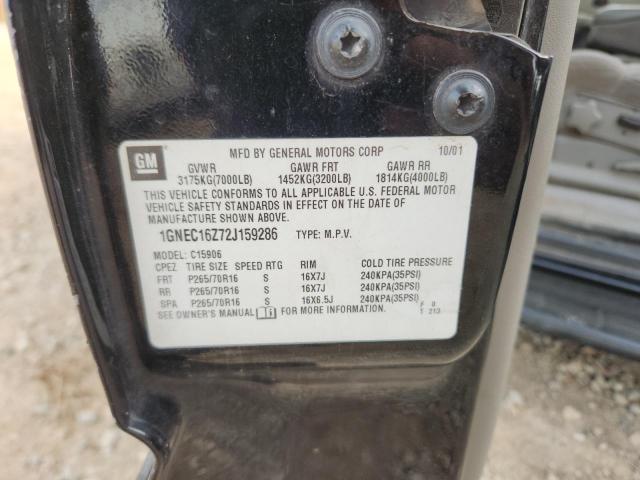 GM
MFD BY GENERAL MOTORS CORP 10/01
GVWR GAWR FRT GAWR RR
3175KG(7000LB) 1452KG(3200LB) 1814KG(4000LB)
THIS VEHICLE CONFORMS TO ALL APPLICABLE U.S. FEDERAL MOTOR
VEHICLE SAFETY STANDARDS IN EFFECT ON THE DATE OF
MANUFACTURE SHOWN ABOVE.
1GNEC16Z72J159286 TYPE: M.P.V.
MODEL: C15906
CPEZ TIRE SIZE SPEED RTG RIM COLD TIRE PRESSURE
FRT P265/70R16 S 16X7J 240KPA(35PSI)
RR P265/70R16 S 16X7J 240KPA(35PSI)
SPA P265/70R16 S 16X6.5J 240KPA(35PSI)
SEE OWNER'S MANUAL FOR MORE INFORMATION.
F 0
1 213